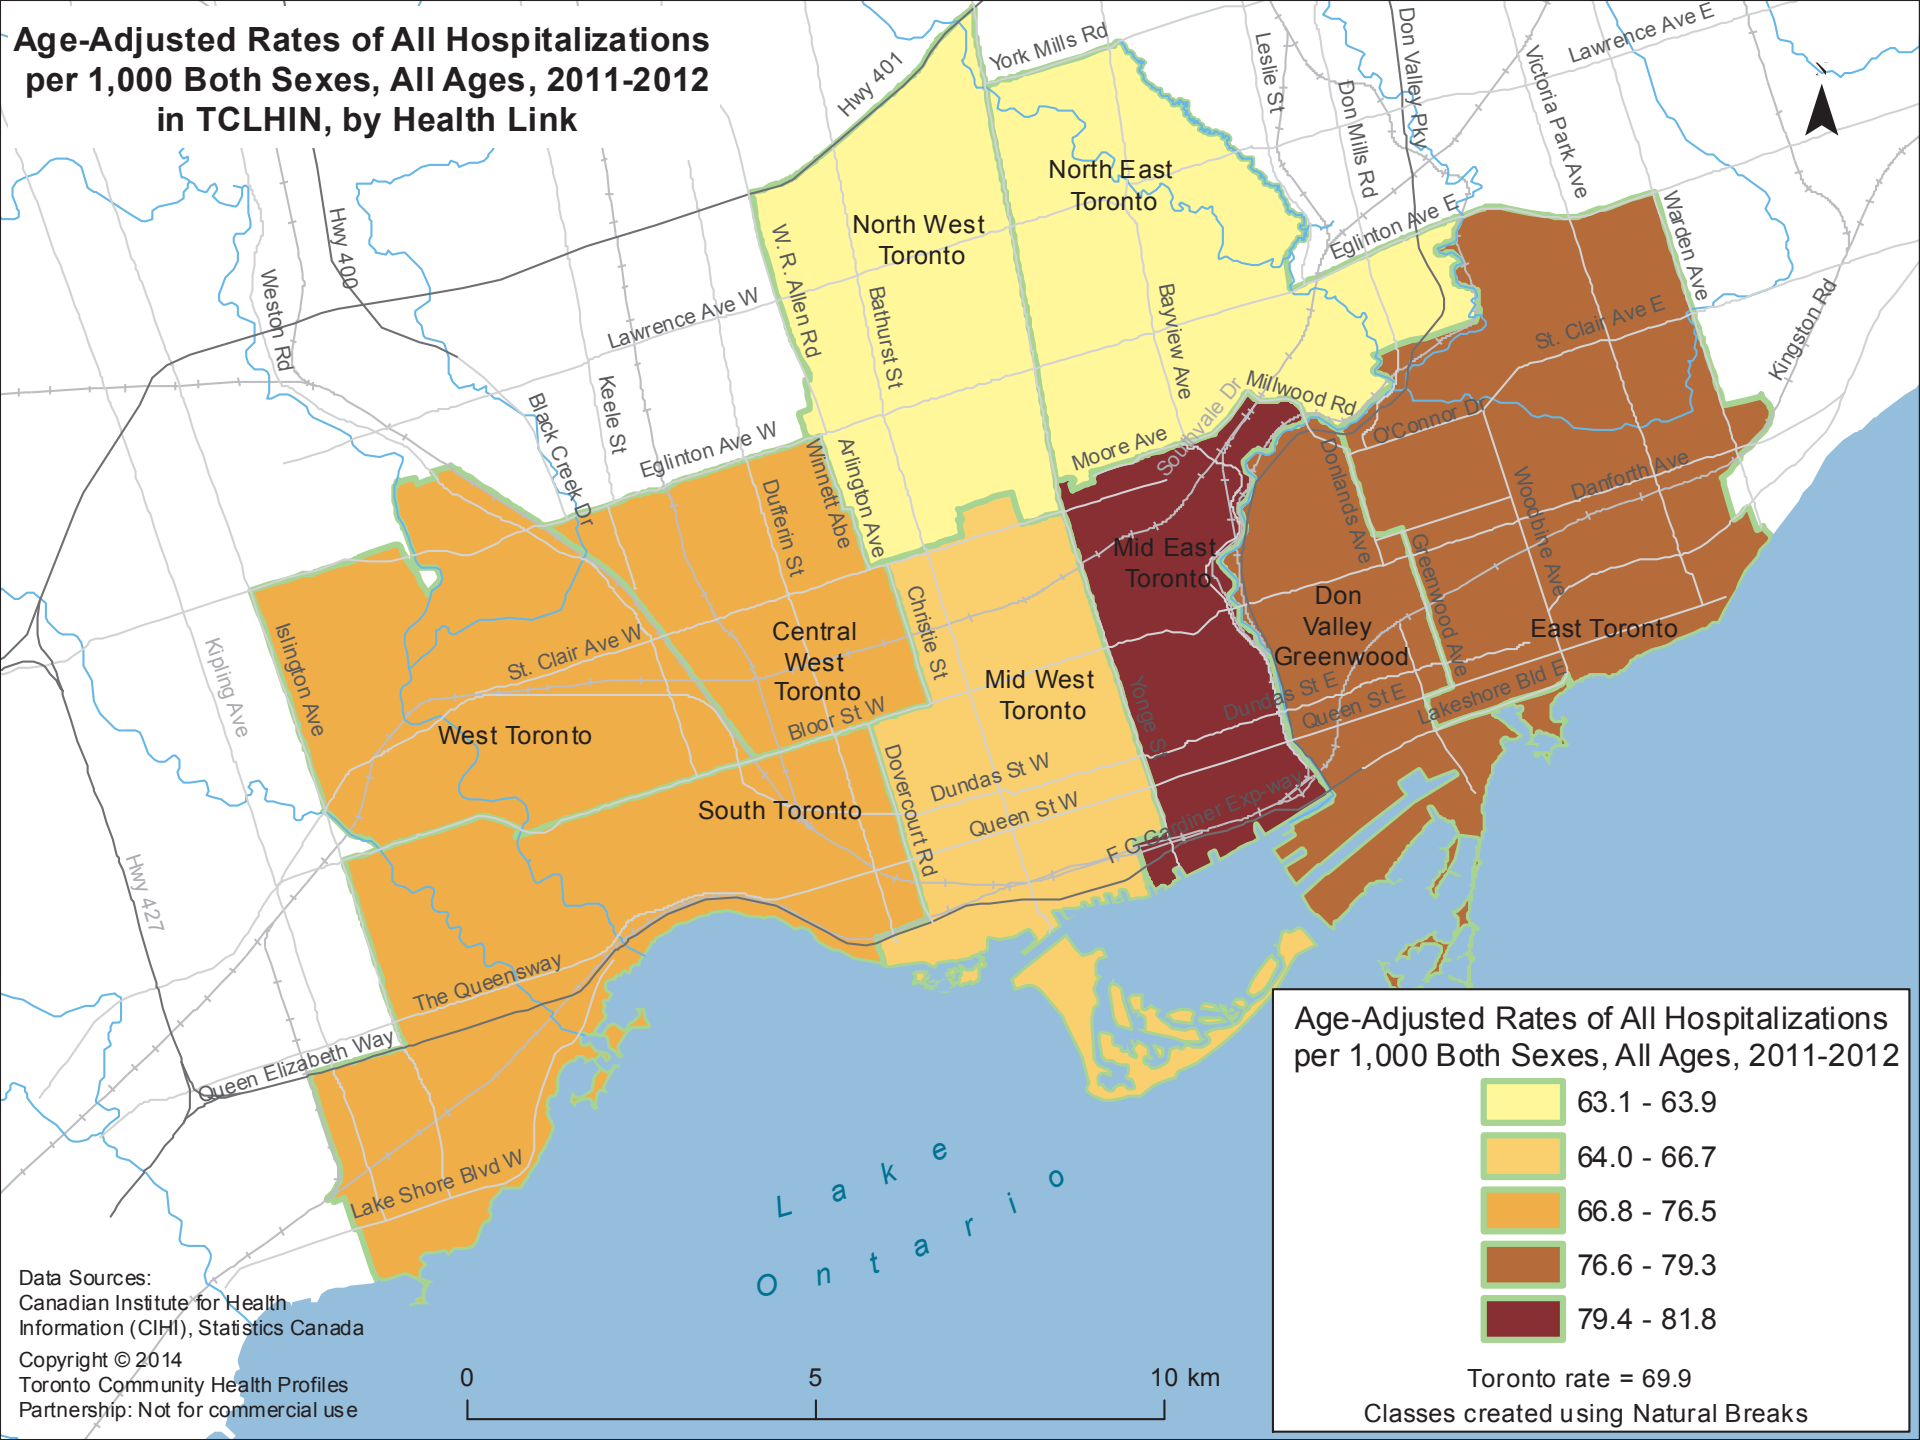 Age-Adjusted Rates of All Hospitalizations
per 1,000 Both Sexes, All Ages, 2011-2012
in TCLHIN, by Health Link
Hwy 401
York Mills Rd
Leslie St
Don Mills Rd
Don Valley Pky
Victoria Park Ave
Lawrence Ave E
North East
Toronto
North West
Toronto
Hwy 400
Weston Rd
W. R. Allen Rd
Bathurst St
Bayview Ave
Eglinton Ave E
Warden Ave
Kingston Rd
St. Clair Ave E
Lawrence Ave W
Keele St
Black Creek Dr
Eglinton Ave W
Winnett Abe
Arlington Ave
Dufferin St
Moore Ave
Southvale Dr
Millwood Rd
O'Connor Dr
Donlands Ave
Danforth Ave
Woodbine Ave
Greenwood Ave
Mid East
Toronto
Don
Valley
Greenwood
East Toronto
Central
West
Toronto
Christie St
Mid West
Toronto
Islington Ave
Kipling Ave
St. Clair Ave W
West Toronto
Bloor St W
Yonge St
Dundas St E
Queen St E
Lakeshore Bld E
South Toronto
Dovercourt Rd
Dundas St W
Queen St W
F G Gardiner Exp-way
Hwy 427
The Queensway
Queen Elizabeth Way
Lake Shore Blvd W
Lake
Ontario
Age-Adjusted Rates of All Hospitalizations
per 1,000 Both Sexes, All Ages, 2011-2012
63.1 - 63.9
64.0 - 66.7
66.8 - 76.5
76.6 - 79.3
79.4 - 81.8
Toronto rate = 69.9
Classes created using Natural Breaks
Data Sources:
Canadian Institute for Health
Information (CIHI), Statistics Canada
Copyright © 2014
Toronto Community Health Profiles
Partnership: Not for commercial use
0 5 10 km